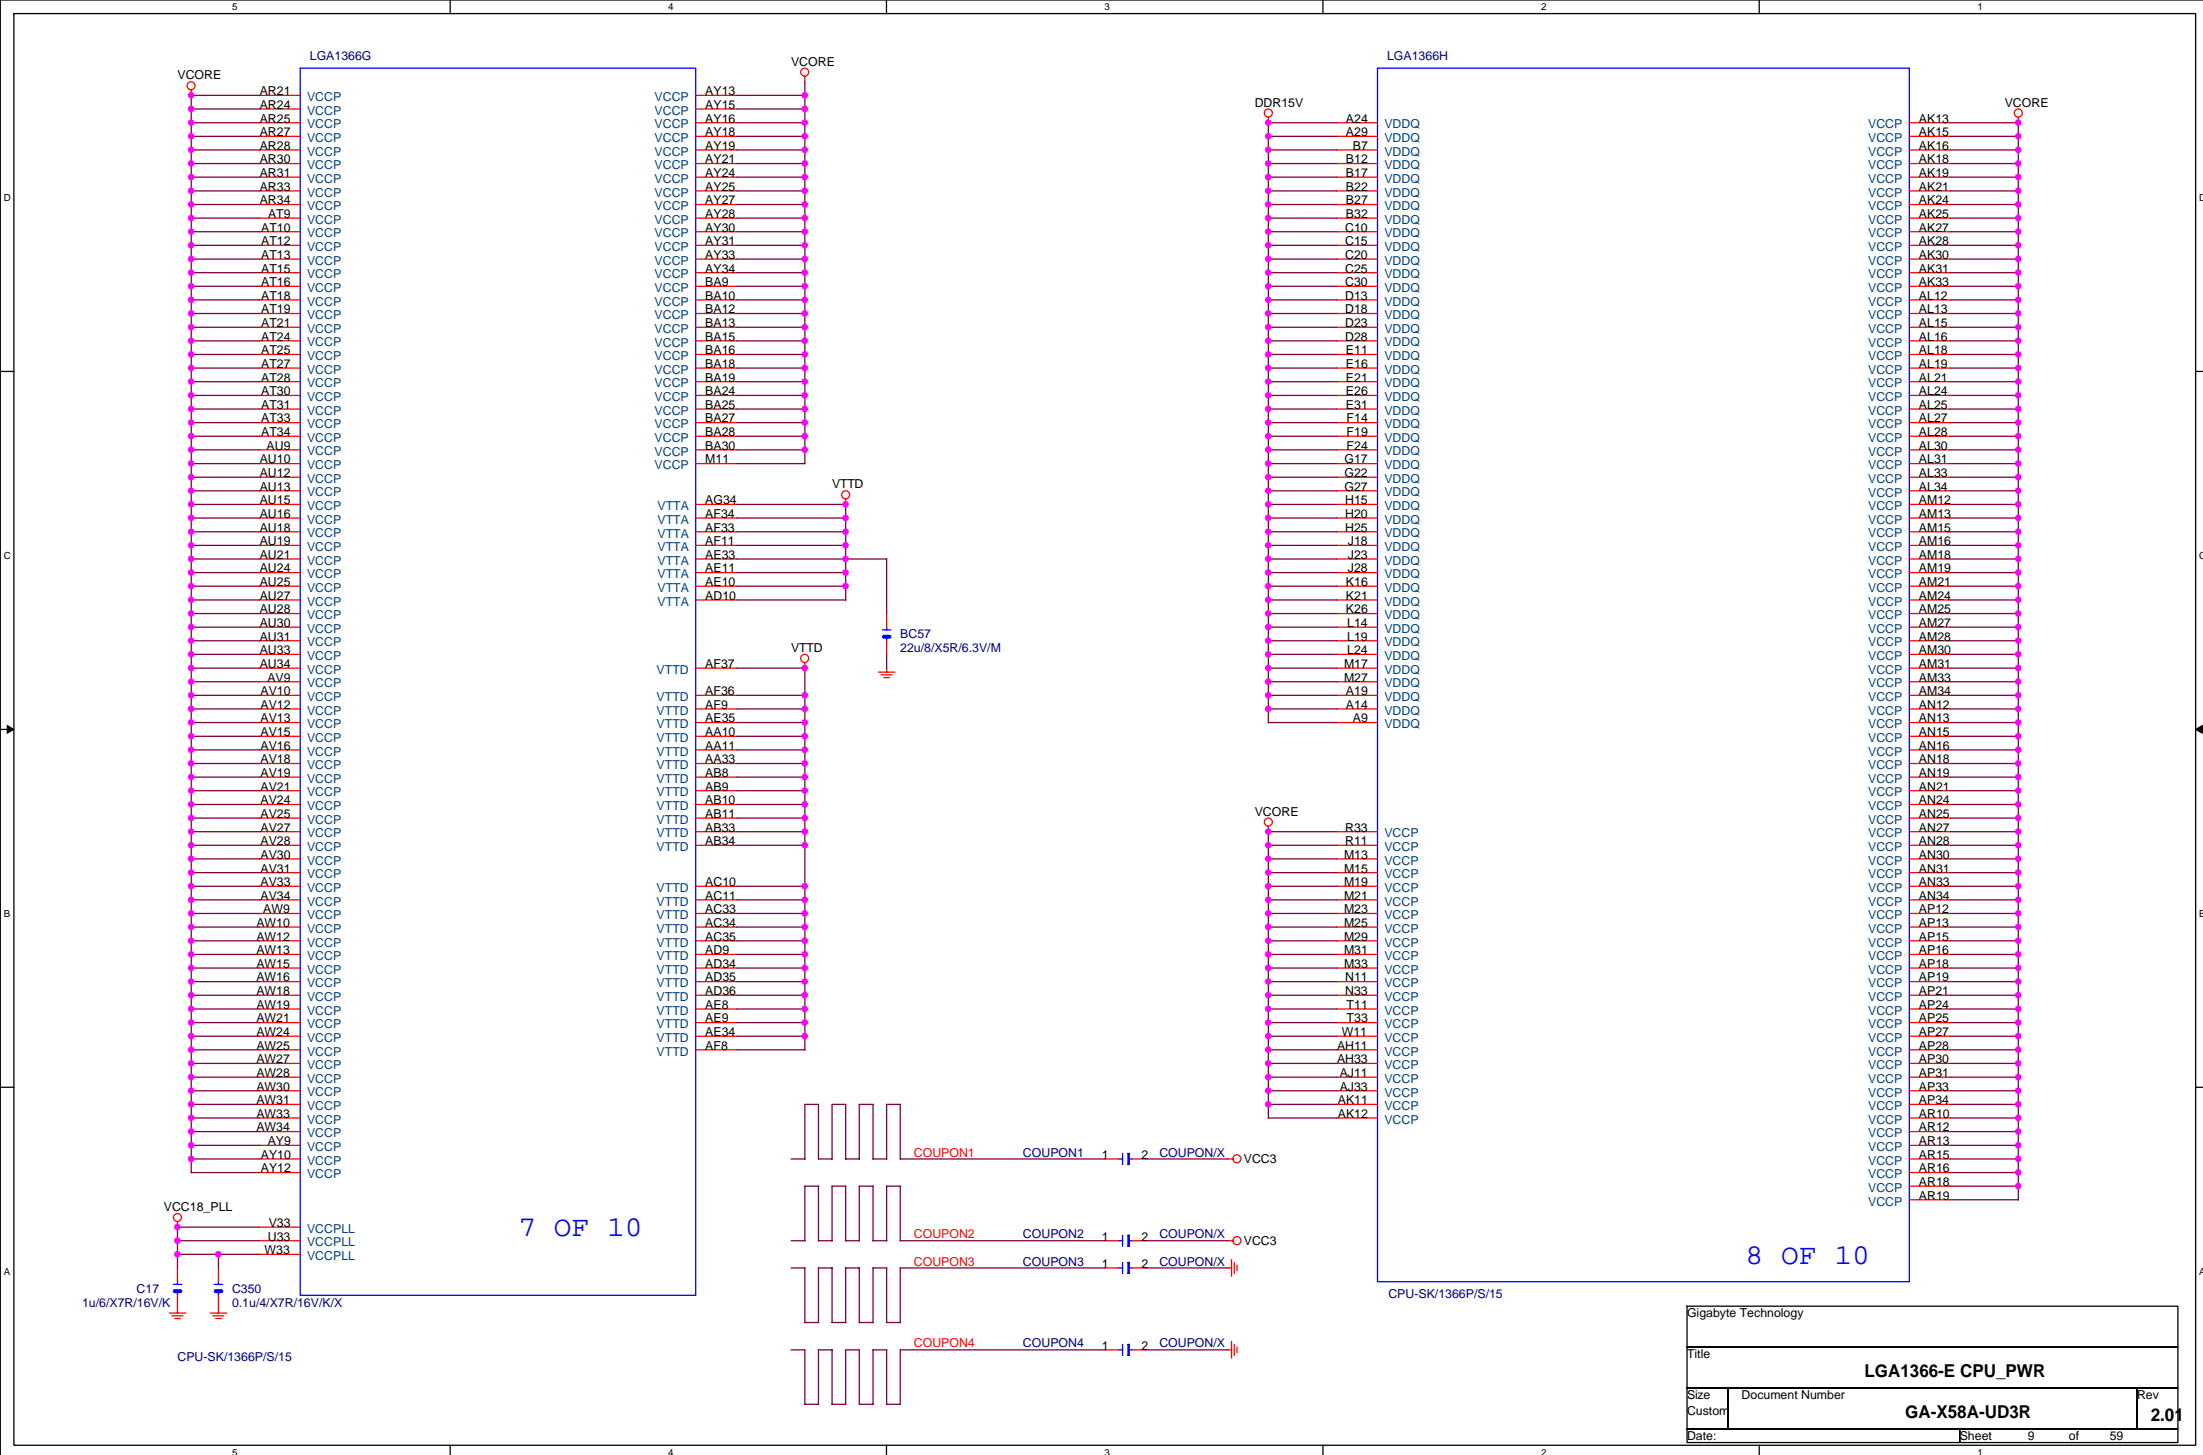 5 4 3 2 1
LGA1366G
VCORE
AR21 VCCP
AR24 VCCP
AR25 VCCP
AR27 VCCP
AR28 VCCP
AR30 VCCP
AR31 VCCP
AR33 VCCP
AR34 VCCP
AT9 VCCP
AT10 VCCP
AT12 VCCP
AT13 VCCP
AT15 VCCP
AT16 VCCP
AT18 VCCP
AT19 VCCP
AT21 VCCP
AT24 VCCP
AT25 VCCP
AT27 VCCP
AT28 VCCP
AT30 VCCP
AT31 VCCP
AT33 VCCP
AT34 VCCP
AU9 VCCP
AU10 VCCP
AU12 VCCP
AU13 VCCP
AU15 VCCP
AU16 VCCP
AU18 VCCP
AU19 VCCP
AU21 VCCP
AU24 VCCP
AU25 VCCP
AU27 VCCP
AU28 VCCP
AU30 VCCP
AU31 VCCP
AU33 VCCP
AU34 VCCP
AV9 VCCP
AV10 VCCP
AV12 VCCP
AV13 VCCP
AV15 VCCP
AV16 VCCP
AV18 VCCP
AV19 VCCP
AV21 VCCP
AV24 VCCP
AV25 VCCP
AV27 VCCP
AV28 VCCP
AV30 VCCP
AV31 VCCP
AV33 VCCP
AV34 VCCP
AW9 VCCP
AW10 VCCP
AW12 VCCP
AW13 VCCP
AW15 VCCP
AW16 VCCP
AW18 VCCP
AW19 VCCP
AW21 VCCP
AW24 VCCP
AW25 VCCP
AW27 VCCP
AW28 VCCP
AW30 VCCP
AW31 VCCP
AW33 VCCP
AW34 VCCP
AY9 VCCP
AY10 VCCP
AY12 VCCP
VCC18_PLL
V33 VCCPLL
U33 VCCPLL
W33 VCCPLL
C17
1u/6/X7R/16V/K
C350
0.1u/4/X7R/16V/K/X
CPU-SK/1366P/S/15
7 OF 10
VCORE
VCCP AY13
VCCP AY15
VCCP AY16
VCCP AY18
VCCP AY19
VCCP AY21
VCCP AY24
VCCP AY25
VCCP AY27
VCCP AY28
VCCP AY30
VCCP AY31
VCCP AY33
VCCP AY34
VCCP BA9
VCCP BA10
VCCP BA12
VCCP BA13
VCCP BA15
VCCP BA16
VCCP BA18
VCCP BA19
VCCP BA24
VCCP BA25
VCCP BA27
VCCP BA28
VCCP BA30
VCCP M11
VTTD
VTTA AG34
VTTA AF34
VTTA AF33
VTTA AF11
VTTA AE33
VTTA AE11
VTTA AE10
VTTA AD10
BC57
22u/8/X5R/6.3V/M
VTTD
VTTD AF37
VTTD AF36
VTTD AF9
VTTD AE35
VTTD AA10
VTTD AA11
VTTD AA33
VTTD AB8
VTTD AB9
VTTD AB10
VTTD AB11
VTTD AB33
VTTD AB34
VTTD AC10
VTTD AC11
VTTD AC33
VTTD AC34
VTTD AC35
VTTD AD9
VTTD AD34
VTTD AD35
VTTD AD36
VTTD AE8
VTTD AE9
VTTD AE34
VTTD AF8
COUPON1 COUPON1 1 2 COUPON/X VCC3
COUPON2 COUPON2 1 2 COUPON/X VCC3
COUPON3 COUPON3 1 2 COUPON/X
COUPON4 COUPON4 1 2 COUPON/X
LGA1366H
DDR15V
A24 VDDQ
A29 VDDQ
B7 VDDQ
B12 VDDQ
B17 VDDQ
B22 VDDQ
B27 VDDQ
B32 VDDQ
C10 VDDQ
C15 VDDQ
C20 VDDQ
C25 VDDQ
C30 VDDQ
D13 VDDQ
D18 VDDQ
D23 VDDQ
D28 VDDQ
E11 VDDQ
E16 VDDQ
E21 VDDQ
E26 VDDQ
E31 VDDQ
F14 VDDQ
F19 VDDQ
F24 VDDQ
G17 VDDQ
G22 VDDQ
G27 VDDQ
H15 VDDQ
H20 VDDQ
H25 VDDQ
J18 VDDQ
J23 VDDQ
J28 VDDQ
K16 VDDQ
K21 VDDQ
K26 VDDQ
L14 VDDQ
L19 VDDQ
L24 VDDQ
M17 VDDQ
M27 VDDQ
A19 VDDQ
A14 VDDQ
A9 VDDQ
VCORE
R33 VCCP
R11 VCCP
M13 VCCP
M15 VCCP
M19 VCCP
M21 VCCP
M23 VCCP
M25 VCCP
M29 VCCP
M31 VCCP
M33 VCCP
N11 VCCP
N33 VCCP
T11 VCCP
T33 VCCP
W11 VCCP
AH11 VCCP
AH33 VCCP
AJ11 VCCP
AJ33 VCCP
AK11 VCCP
AK12 VCCP
VCORE
VCCP AK13
VCCP AK15
VCCP AK16
VCCP AK18
VCCP AK19
VCCP AK21
VCCP AK24
VCCP AK25
VCCP AK27
VCCP AK28
VCCP AK30
VCCP AK31
VCCP AK33
VCCP AL12
VCCP AL13
VCCP AL15
VCCP AL16
VCCP AL18
VCCP AL19
VCCP AL21
VCCP AL24
VCCP AL25
VCCP AL27
VCCP AL28
VCCP AL30
VCCP AL31
VCCP AL33
VCCP AL34
VCCP AM12
VCCP AM13
VCCP AM15
VCCP AM16
VCCP AM18
VCCP AM19
VCCP AM21
VCCP AM24
VCCP AM25
VCCP AM27
VCCP AM28
VCCP AM30
VCCP AM31
VCCP AM33
VCCP AM34
VCCP AN12
VCCP AN13
VCCP AN15
VCCP AN16
VCCP AN18
VCCP AN19
VCCP AN21
VCCP AN24
VCCP AN25
VCCP AN27
VCCP AN28
VCCP AN30
VCCP AN31
VCCP AN33
VCCP AN34
VCCP AP12
VCCP AP13
VCCP AP15
VCCP AP16
VCCP AP18
VCCP AP19
VCCP AP21
VCCP AP24
VCCP AP25
VCCP AP27
VCCP AP28
VCCP AP30
VCCP AP31
VCCP AP33
VCCP AP34
VCCP AR10
VCCP AR12
VCCP AR13
VCCP AR15
VCCP AR16
VCCP AR18
VCCP AR19
8 OF 10
CPU-SK/1366P/S/15
D D
C C
B B
A A
Gigabyte Technology
Title
LGA1366-E CPU_PWR
Size Document Number Rev
Custom GA-X58A-UD3R 2.01
Date: Sheet 9 of 59
5 4 3 2 1